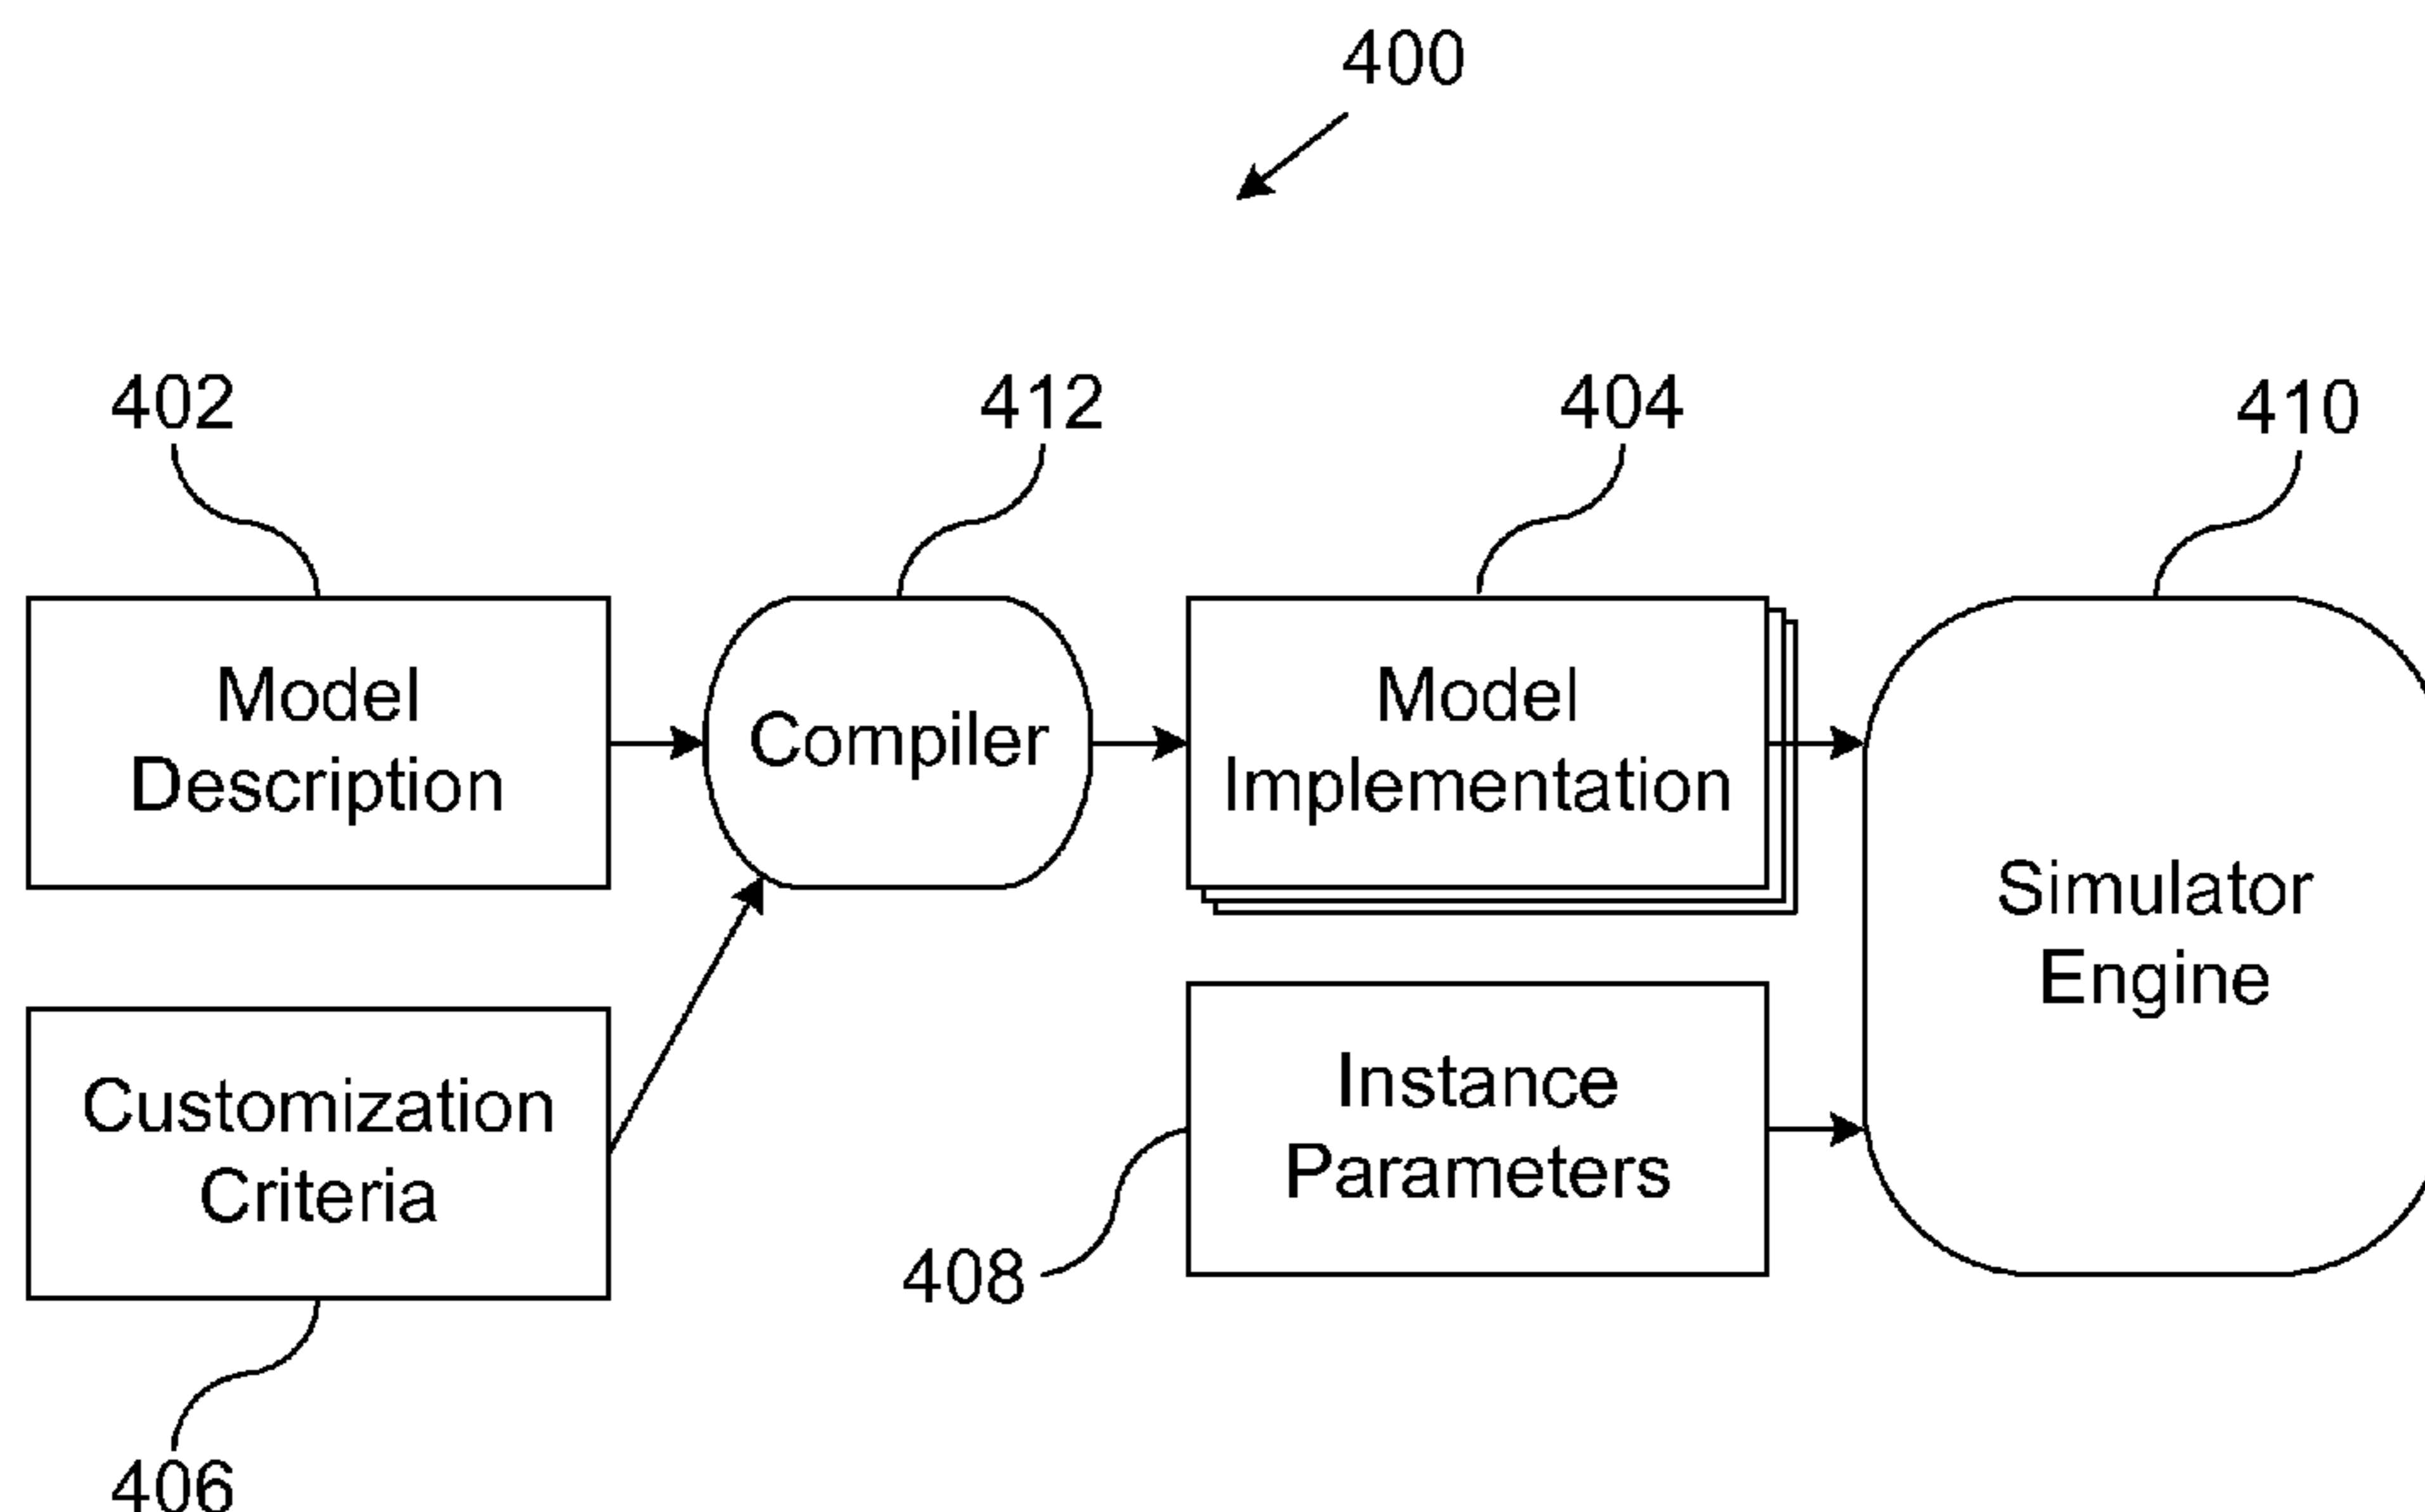 400
402
412
404
410
Model
Description
Compiler
Model
Implementation
Simulator
Engine
Customization
Criteria
Instance
Parameters
408
406